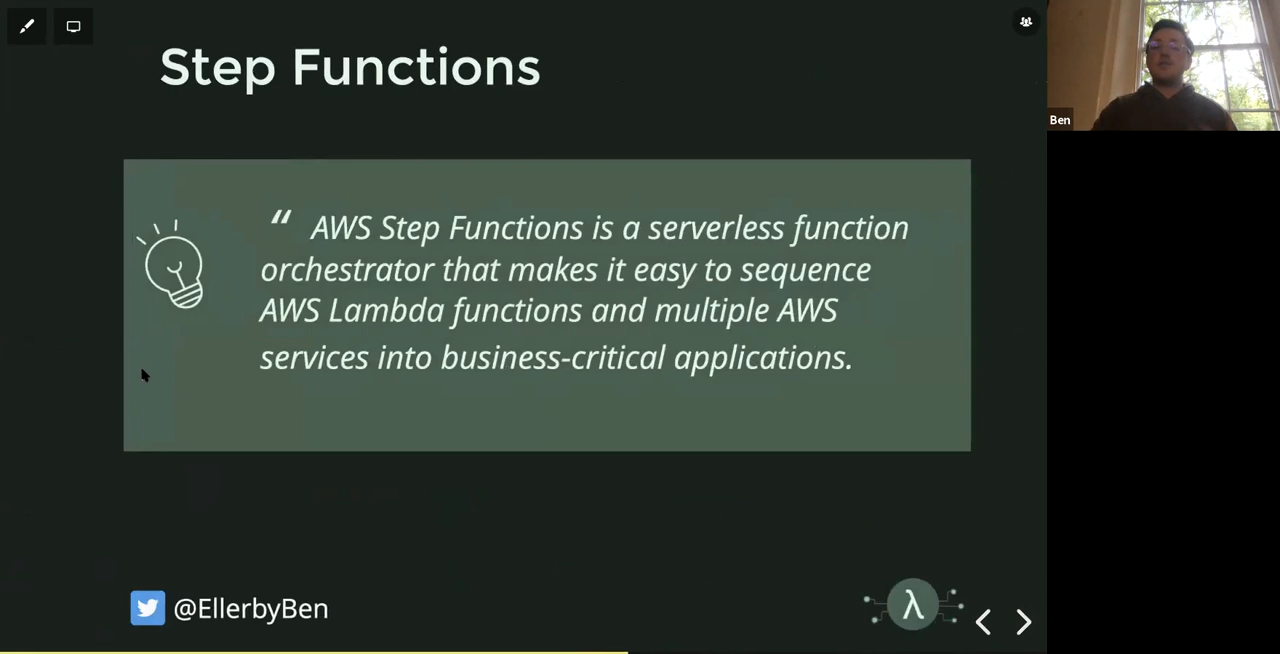 Step Functions
Ben
“ AWS Step Functions is a serverless function
orchestrator that makes it easy to sequence
AWS Lambda functions and multiple AWS
services into business-critical applications.
@EllerbyBen
λ